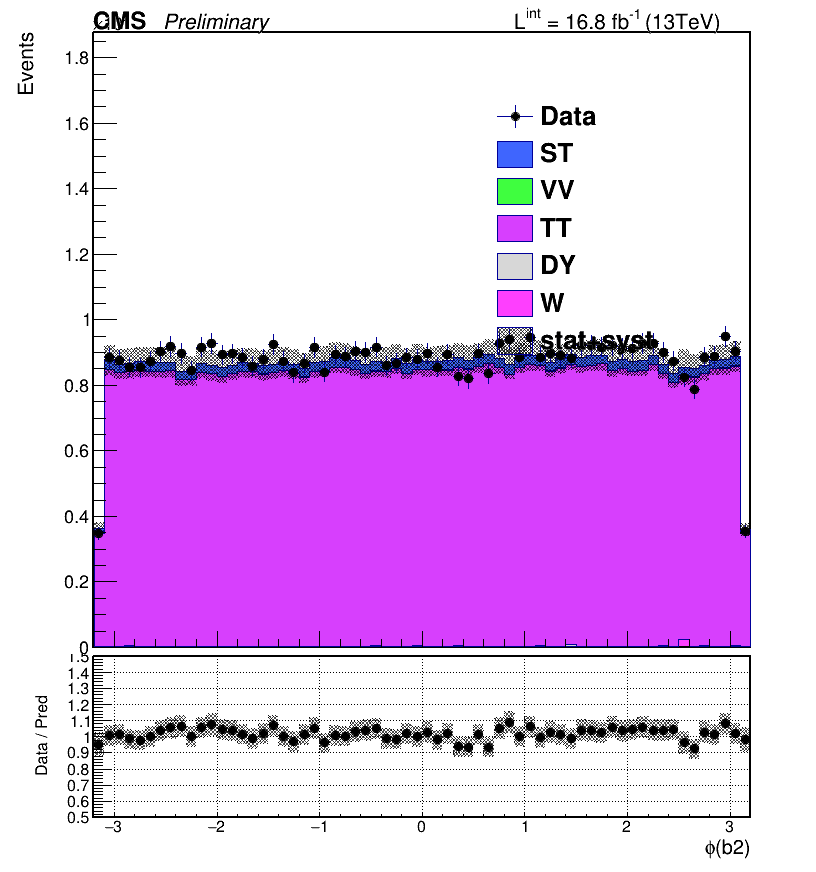 CMS Preliminary L^int = 16.8 fb^-1 (13TeV)
Events
1.8
1.6
1.4
1.2
1
0.8
0.6
0.4
0.2
0
Data
ST
VV
TT
DY
W
stat+syst
Data / Pred
1.5
1.4
1.3
1.2
1.1
1
0.9
0.8
0.7
0.6
0.5
−3 −2 −1 0 1 2 3
ϕ(b2)